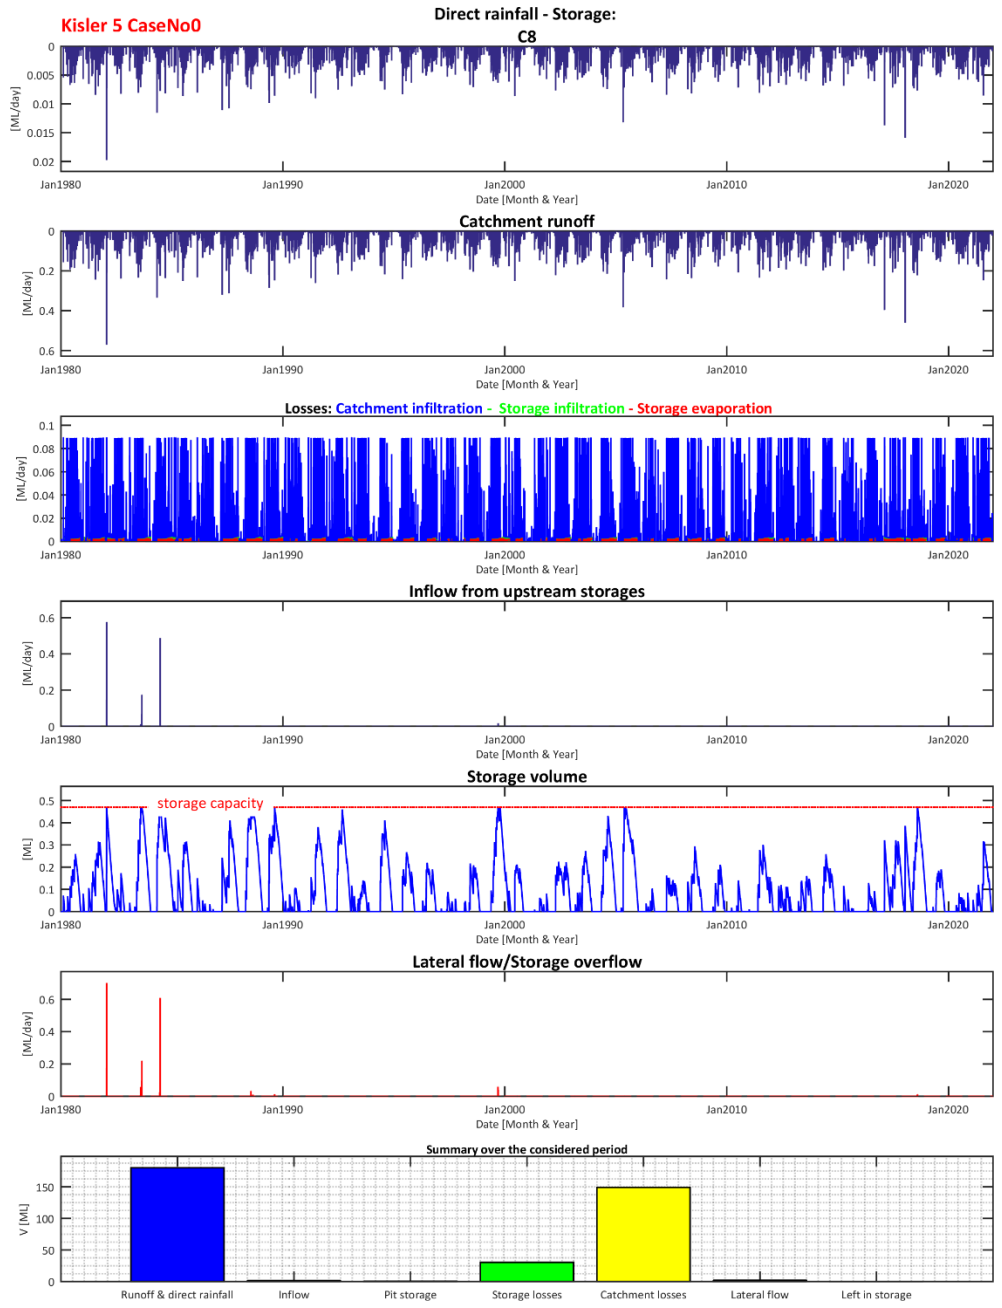 Direct rainfall - Storage:
Kisler 5 CaseNo0
C8
0
0.005
0.01
0.015
0.02
[ML/day]
Jan1980 Jan1990 Jan2000 Jan2010 Jan2020
Date [Month & Year]
Catchment runoff
0
0.2
0.4
0.6
[ML/day]
Jan1980 Jan1990 Jan2000 Jan2010 Jan2020
Date [Month & Year]
Losses: Catchment infiltration - Storage infiltration - Storage evaporation
0.1
0.08
0.06
0.04
0.02
0
[ML/day]
Jan1980 Jan1990 Jan2000 Jan2010 Jan2020
Date [Month & Year]
Inflow from upstream storages
0.6
0.4
0.2
0
[ML/day]
Jan1980 Jan1990 Jan2000 Jan2010 Jan2020
Date [Month & Year]
Storage volume
storage capacity
0.5
0.4
0.3
0.2
0.1
0
[ML]
Jan1980 Jan1990 Jan2000 Jan2010 Jan2020
Date [Month & Year]
Lateral flow/Storage overflow
0.6
0.4
0.2
0
[ML/day]
Jan1980 Jan1990 Jan2000 Jan2010 Jan2020
Date [Month & Year]
Summary over the considered period
150
100
50
0
V [ML]
Runoff & direct rainfall Inflow Pit storage Storage losses Catchment losses Lateral flow Left in storage